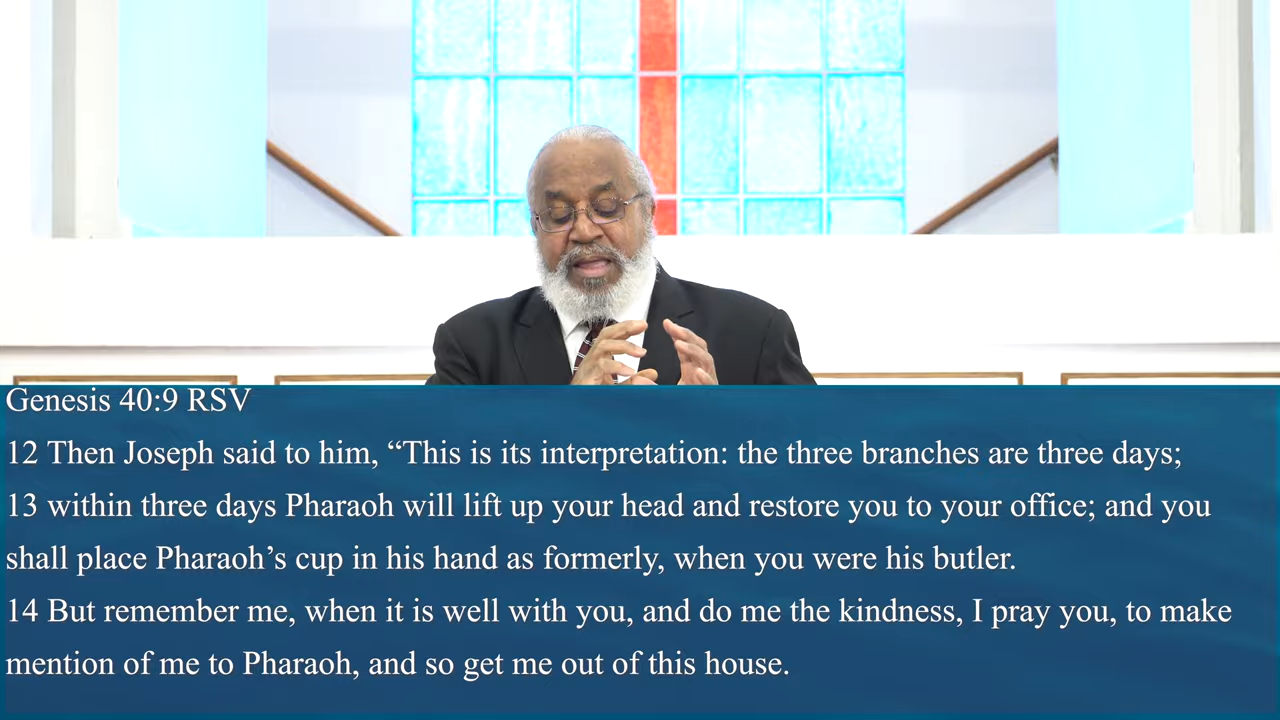 Genesis 40:9 RSV
12 Then Joseph said to him, “This is its interpretation: the three branches are three days;
13 within three days Pharaoh will lift up your head and restore you to your office; and you
shall place Pharaoh’s cup in his hand as formerly, when you were his butler.
14 But remember me, when it is well with you, and do me the kindness, I pray you, to make
mention of me to Pharaoh, and so get me out of this house.